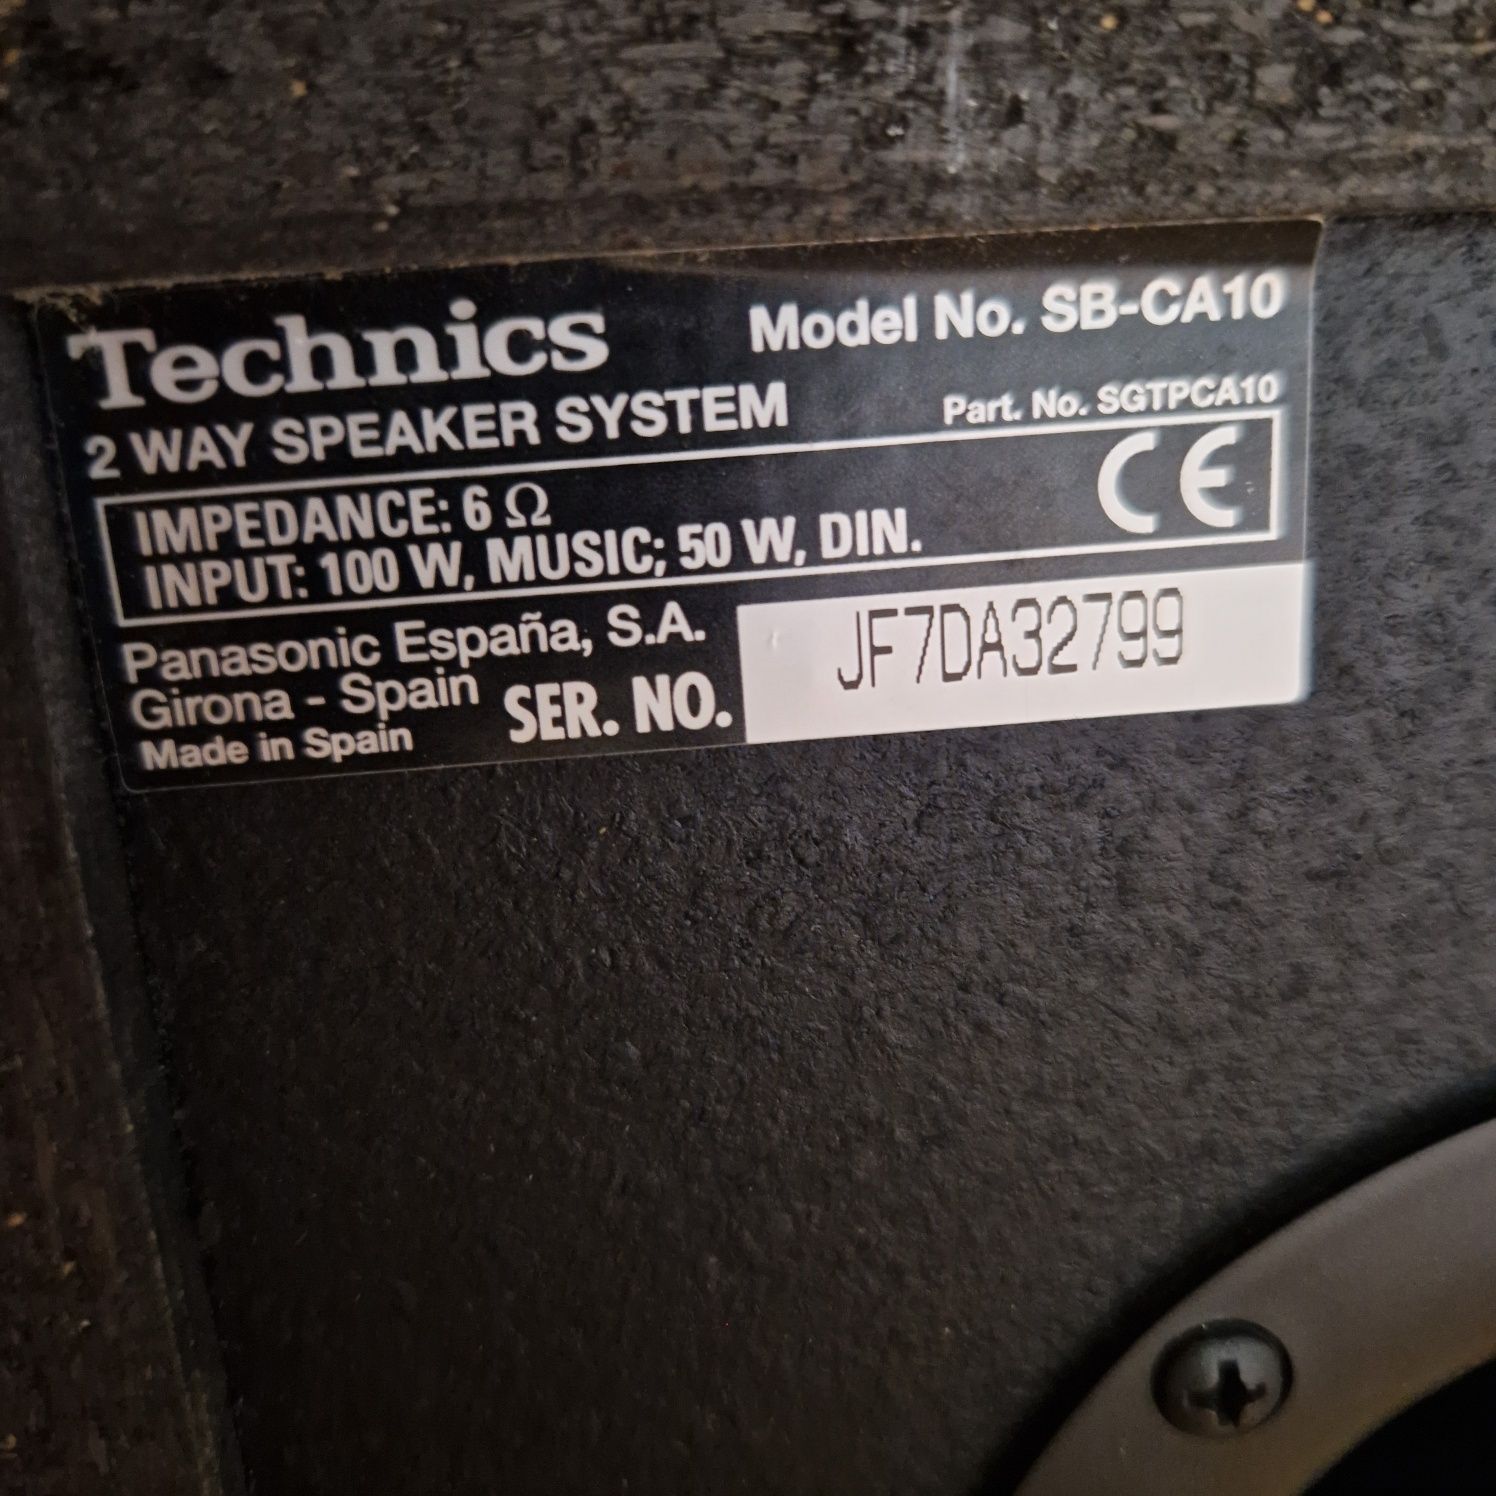 Technics
Model No. SB-CA10
2 WAY SPEAKER SYSTEM
Part. No. SGTPCA10
IMPEDANCE: 6 Ω
INPUT: 100 W, MUSIC; 50 W, DIN.
CE
Panasonic España, S.A.
Girona - Spain
Made in Spain
SER. NO.
JF7DA32799